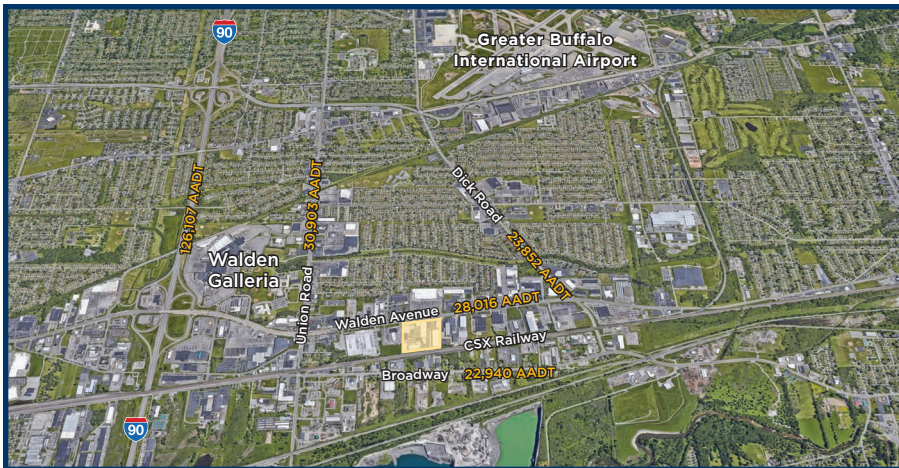 90
Greater Buffalo
International Airport
126,107 AADT
30,903 AADT
Dick Road
23,852 AADT
Walden
Galleria
Union Road
Walden Avenue
28,016 AADT
CSX Railway
Broadway
22,940 AADT
90